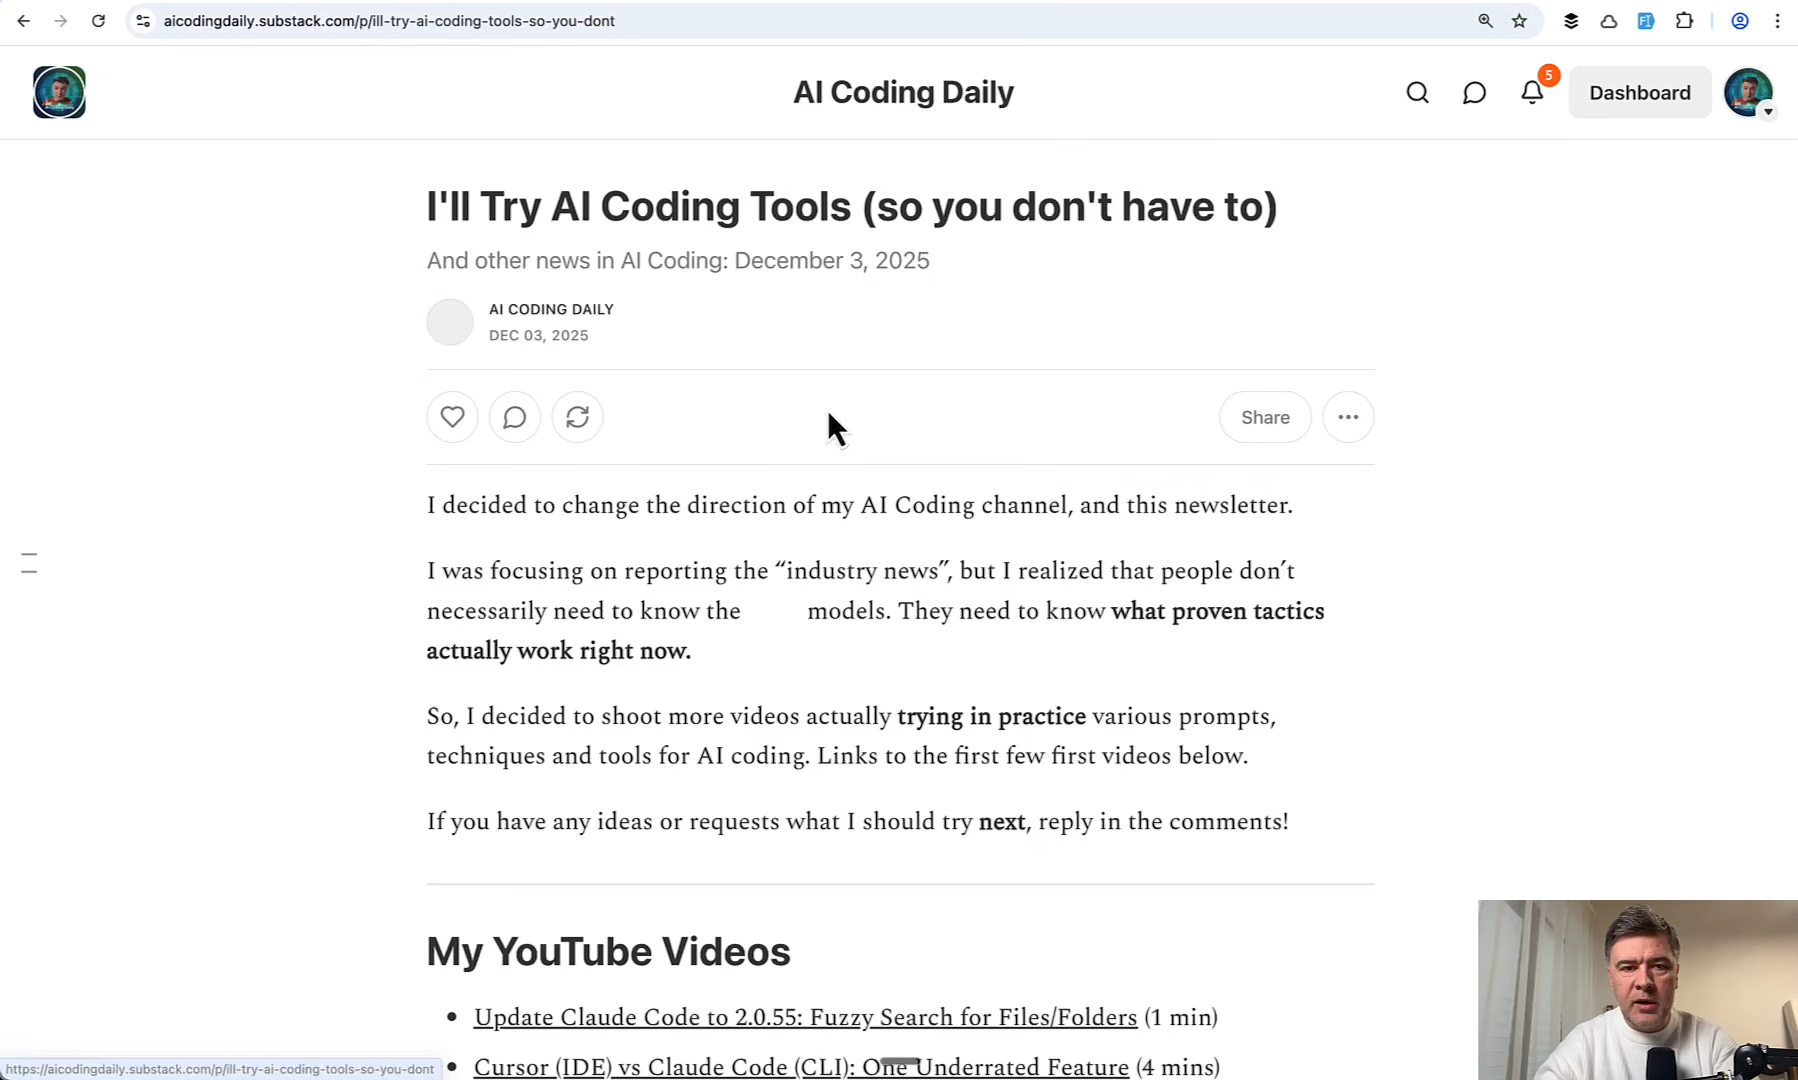 aicodingdaily.substack.com/p/ill-try-ai-coding-tools-so-you-dont
AI Coding Daily
5
Dashboard
I'll Try AI Coding Tools (so you don't have to)
And other news in AI Coding: December 3, 2025
AI CODING DAILY
DEC 03, 2025
Share
I decided to change the direction of my AI Coding channel, and this newsletter.
I was focusing on reporting the “industry news”, but I realized that people don’t
necessarily need to know the models. They need to know what proven tactics
actually work right now.
So, I decided to shoot more videos actually trying in practice various prompts,
techniques and tools for AI coding. Links to the first few first videos below.
If you have any ideas or requests what I should try next, reply in the comments!
My YouTube Videos
• Update Claude Code to 2.0.55: Fuzzy Search for Files/Folders (1 min)
• Cursor (IDE) vs Claude Code (CLI): One Underrated Feature (4 mins)
https://aicodingdaily.substack.com/p/ill-try-ai-coding-tools-so-you-dont